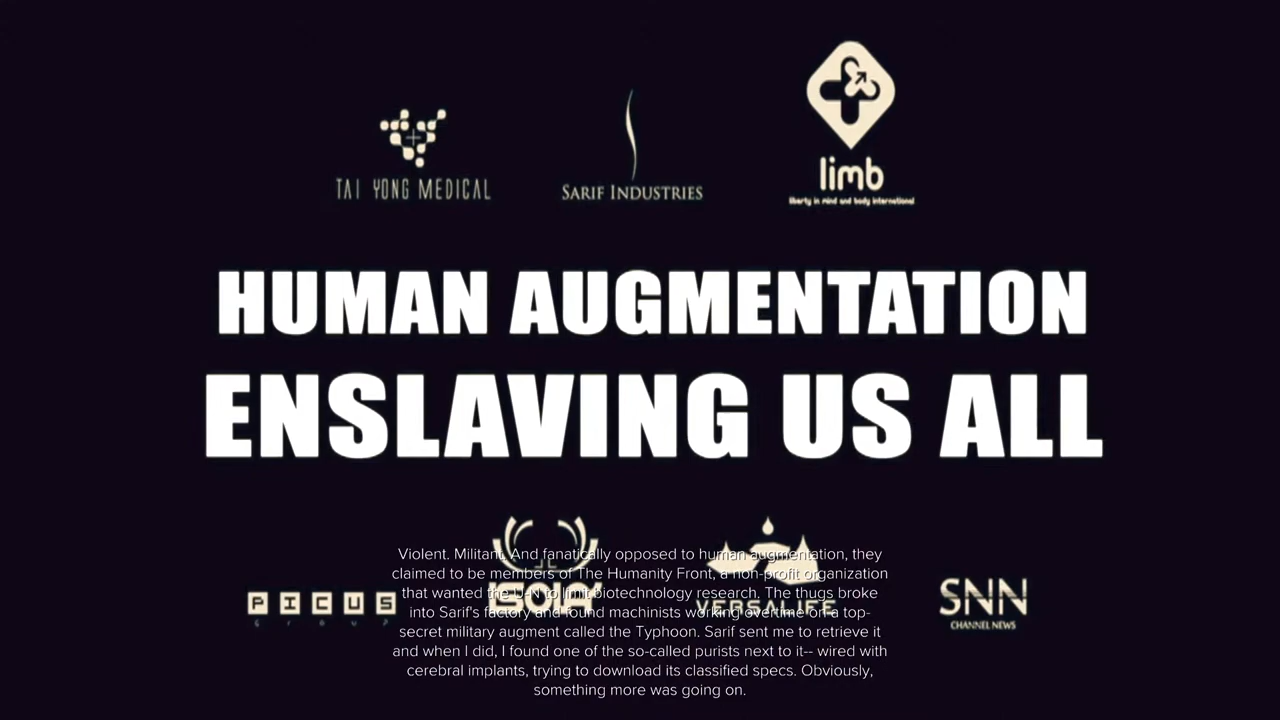 TAI YONG MEDICAL
SARIF INDUSTRIES
limb
liberty in mind and body international
HUMAN AUGMENTATION
ENSLAVING US ALL
PICUS
Group
isolay
VERSALIFE
SNN
CHANNEL NEWS
Violent. Militant. And fanatically opposed to human augmentation, they
claimed to be members of The Humanity Front, a non-profit organization
that wanted the U-N to limit biotechnology research. The thugs broke
into Sarif's factory and found machinists working overtime on a top-
secret military augment called the Typhoon. Sarif sent me to retrieve it
and when I did, I found one of the so-called purists next to it-- wired with
cerebral implants, trying to download its classified specs. Obviously,
something more was going on.